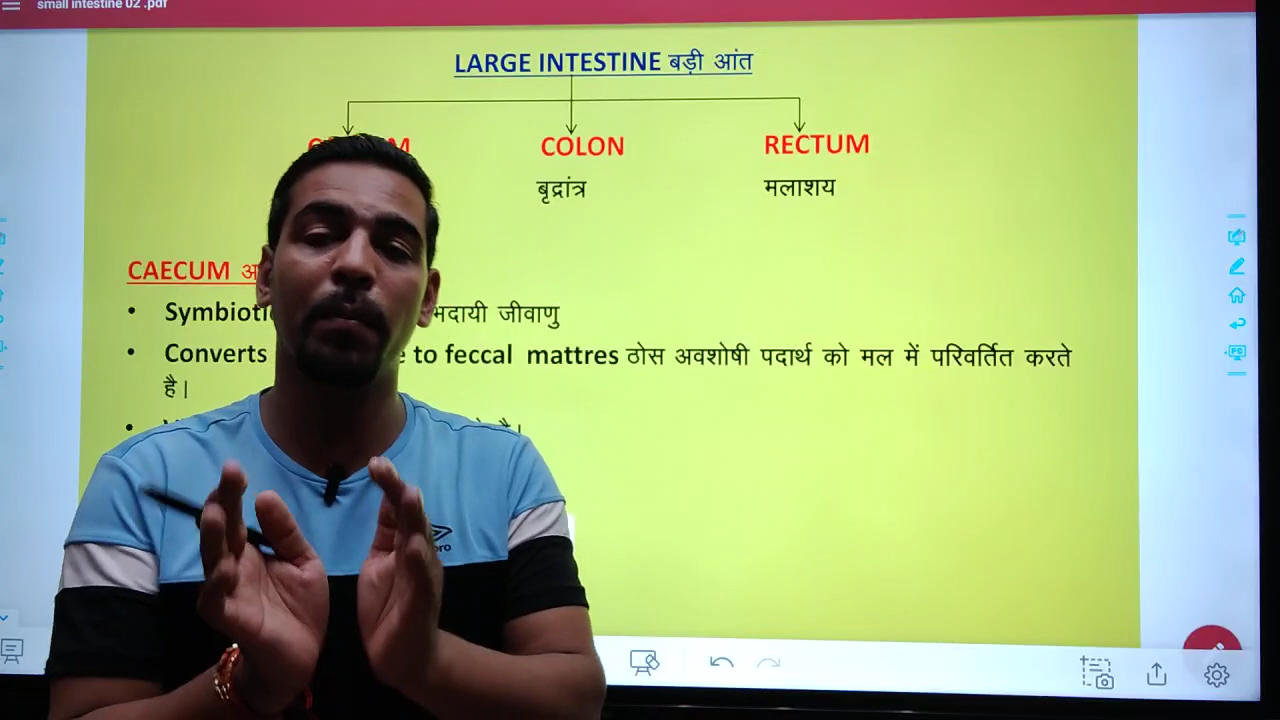 small intestine 02 .pdf
LARGE INTESTINE बड़ी आंत
COLON RECTUM
बृद्रांत्र मलाशय
CAECUM
भदायी जीवाणु
Converts to feccal mattres ठोस अवशोषी पदार्थ को मल में परिवर्तित करते
है।
है।